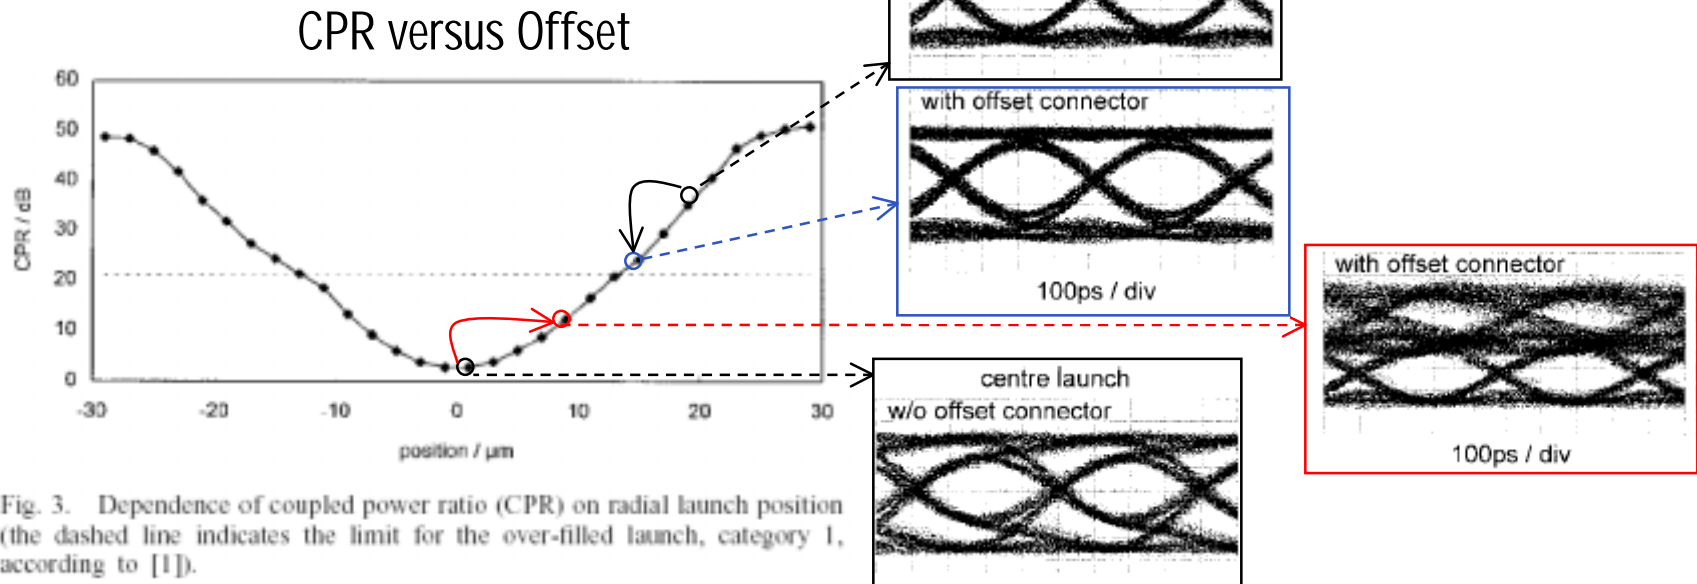 CPR versus Offset
60
50
40
30
20
10
0
CPR / dB
-30 -20 -10 0 10 20 30
position / µm
Fig. 3. Dependence of coupled power ratio (CPR) on radial launch position
(the dashed line indicates the limit for the over-filled launch, category 1,
according to [1]).
with offset connector
100ps / div
with offset connector
100ps / div
centre launch
w/o offset connector